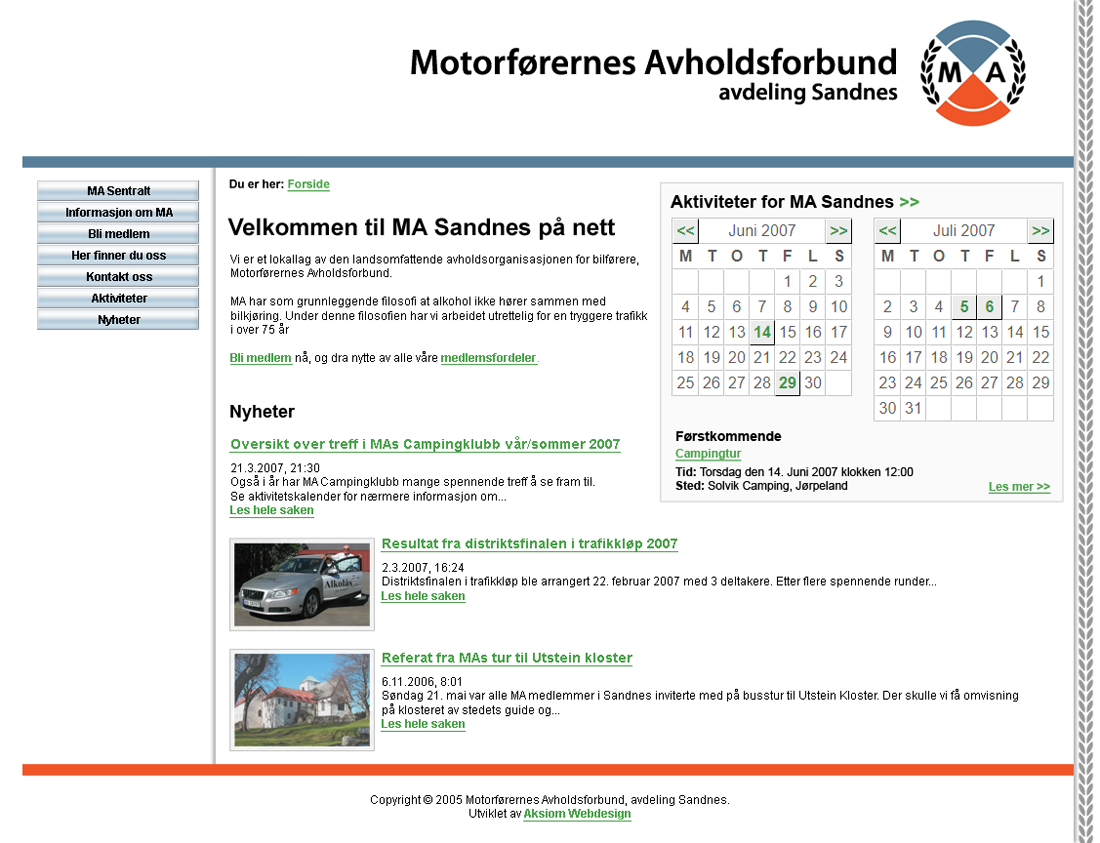 Motorførernes Avholdsforbund
avdeling Sandnes
M A
MA Sentralt
Informasjon om MA
Bli medlem
Her finner du oss
Kontakt oss
Aktiviteter
Nyheter
Du er her: Forside
Velkommen til MA Sandnes på nett
Vi er et lokallag av den landsomfattende avholdsorganisasjonen for bilførere,
Motorførernes Avholdsforbund.
MA har som grunnleggende filosofi at alkohol ikke hører sammen med
bilkjøring. Under denne filosofien har vi arbeidet utrettelig for en tryggere trafikk
i over 75 år
Bli medlem nå, og dra nytte av alle våre medlemsfordeler.
Aktiviteter for MA Sandnes >>
<< Juni 2007 >>
M T O T F L S
1 2 3
4 5 6 7 8 9 10
11 12 13 14 15 16 17
18 19 20 21 22 23 24
25 26 27 28 29 30
<< Juli 2007 >>
M T O T F L S
1
2 3 4 5 6 7 8
9 10 11 12 13 14 15
16 17 18 19 20 21 22
23 24 25 26 27 28 29
30 31
Førstkommende
Campingtur
Tid: Torsdag den 14. Juni 2007 klokken 12:00
Sted: Solvik Camping, Jørpeland
Les mer >>
Nyheter
Oversikt over treff i MAs Campingklubb vår/sommer 2007
21.3.2007, 21:30
Også i år har MA Campingklubb mange spennende treff å se fram til.
Se aktivitetskalender for nærmere informasjon om...
Les hele saken
Alkolås
Resultat fra distriktsfinalen i trafikkløp 2007
2.3.2007, 16:24
Distriktsfinalen i trafikkløp ble arrangert 22. februar 2007 med 3 deltakere. Etter flere spennende runder...
Les hele saken
Referat fra MAs tur til Utstein kloster
6.11.2006, 8:01
Søndag 21. mai var alle MA medlemmer i Sandnes inviterte med på busstur til Utstein Kloster. Der skulle vi få omvisning
på klosteret av stedets guide og...
Les hele saken
Copyright © 2005 Motorførernes Avholdsforbund, avdeling Sandnes.
Utviklet av Aksiom Webdesign